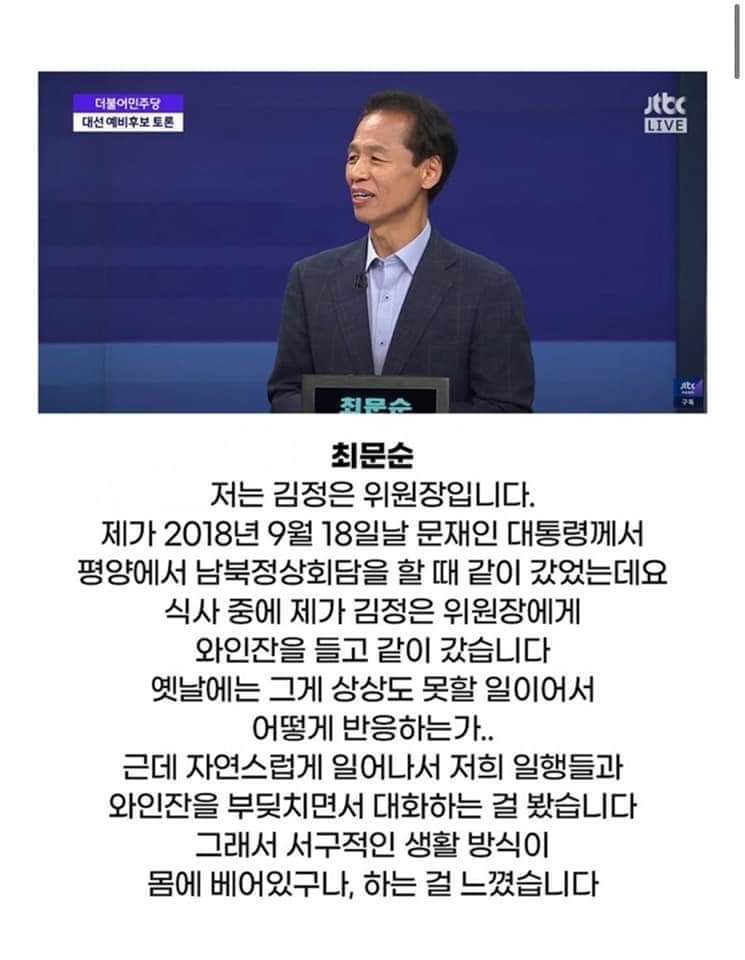 더불어민주당
대선 예비후보 토론
jtbc
LIVE
jtbc
news
구독
최문순
최문순
저는 김정은 위원장입니다.
제가 2018년 9월 18일날 문재인 대통령께서
평양에서 남북정상회담을 할 때 같이 갔었는데요
식사 중에 제가 김정은 위원장에게
와인잔을 들고 같이 갔습니다
옛날에는 그게 상상도 못할 일이어서
어떻게 반응하는가..
근데 자연스럽게 일어나서 저희 일행들과
와인잔을 부딪치면서 대화하는 걸 봤습니다
그래서 서구적인 생활 방식이
몸에 베어있구나, 하는 걸 느꼈습니다